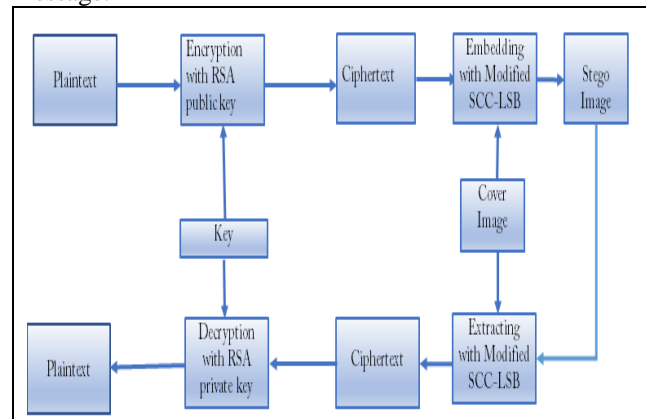 Plaintext
Encryption
with RSA
public key
Ciphertext
Embedding
with Modified
SCC-LSB
Stego
Image
Key
Cover
Image
Plaintext
Decryption
with RSA
private key
Ciphertext
Extracting
with Modified
SCC-LSB